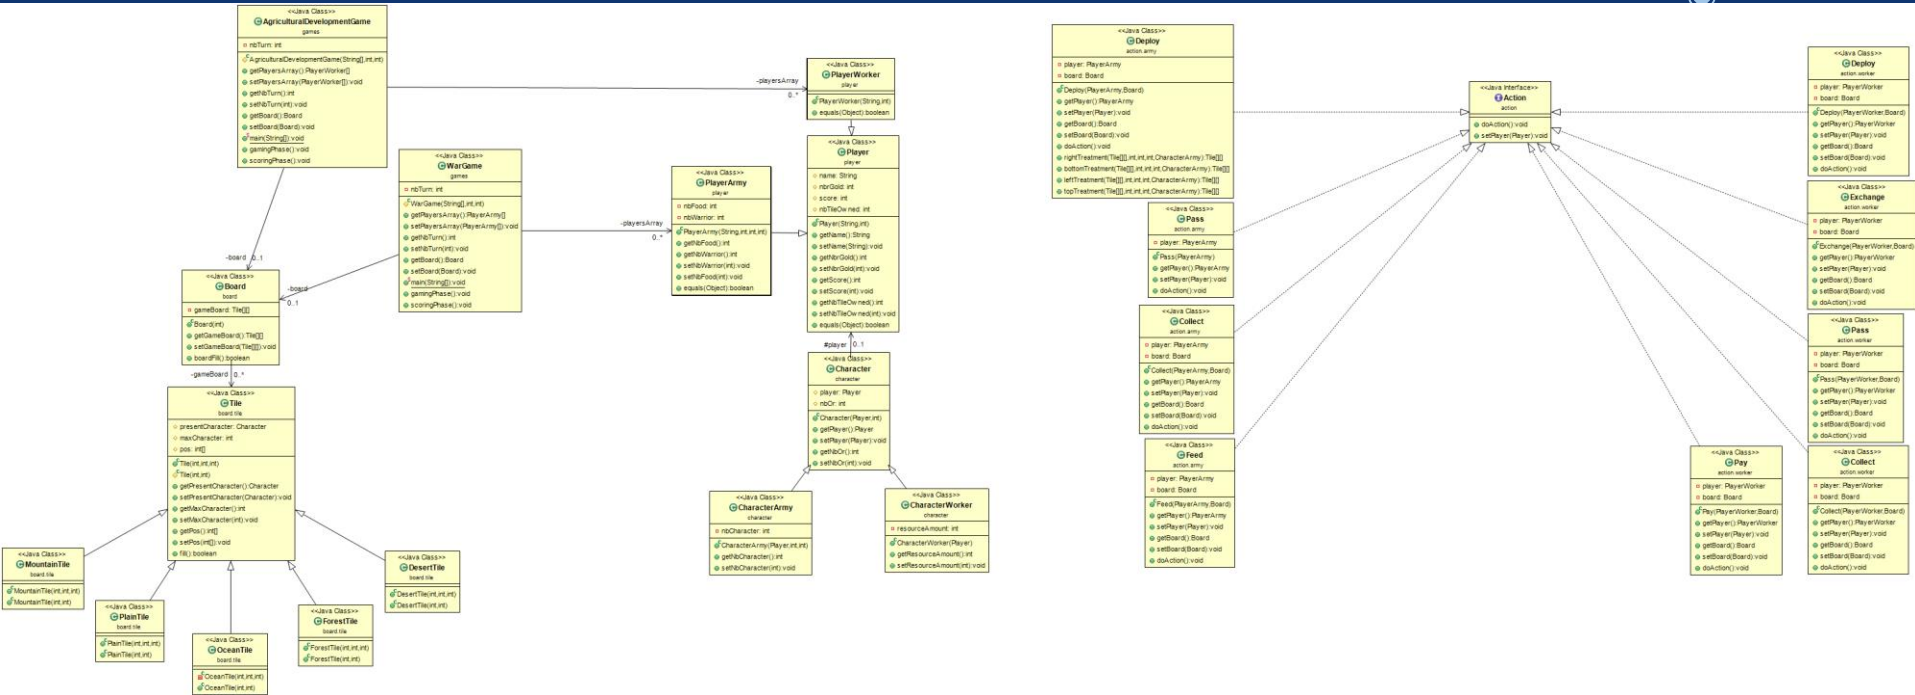 <<Java Class>>
AgriculturalDevelopmentGame
games
nbTurn: int
AgriculturalDevelopmentGame(String[],int,int)
getPlayersArray():PlayerWorker[]
setPlayersArray(PlayerWorker[]):void
getNbTurn():int
setNbTurn(int):void
getBoard():Board
setBoard(Board):void
main(String[]):void
gamingPhase():void
scoringPhase():void
-playersArray
0..*
<<Java Class>>
PlayerWorker
player
PlayerWorker(String,int)
equals(Object):boolean
<<Java Class>>
WarGame
games
nbTurn: int
WarGame(String[],int,int)
getPlayersArray():PlayerArmy[]
setPlayersArray(PlayerArmy[]):void
getNbTurn():int
setNbTurn(int):void
getBoard():Board
setBoard(Board):void
main(String[]):void
gamingPhase():void
scoringPhase():void
-playersArray
0..*
<<Java Class>>
PlayerArmy
player
nbFood: int
nbWarrior: int
PlayerArmy(String,int,int,int)
getNbFood():int
getNbWarrior():int
setNbWarrior(int):void
setNbFood(int):void
equals(Object):boolean
<<Java Class>>
Player
player
name: String
nbrGold: int
score: int
nbTileOwned: int
Player(String,int)
getName():String
setName(String):void
getNbrGold():int
setNbrGold(int):void
getScore():int
setScore(int):void
getNbTileOwned():int
setNbTileOwned(int):void
equals(Object):boolean
-board 0..1
-board
0..1
<<Java Class>>
Board
board
gameBoard: Tile[][]
Board(int)
getGameBoard():Tile[][]
setGameBoard(Tile[][]):void
boardFill():boolean
-gameBoard 0..*
<<Java Class>>
Tile
board.tile
presentCharacter: Character
maxCharacter: int
pos: int[]
Tile(int,int,int)
Tile(int,int)
getPresentCharacter():Character
setPresentCharacter(Character):void
getMaxCharacter():int
setMaxCharacter(int):void
getPos():int[]
setPos(int[]):void
fill():boolean
<<Java Class>>
MountainTile
board.tile
MountainTile(int,int,int)
MountainTile(int,int)
<<Java Class>>
PlainTile
board.tile
PlainTile(int,int,int)
PlainTile(int,int)
<<Java Class>>
OceanTile
board.tile
OceanTile(int,int,int)
OceanTile(int,int)
<<Java Class>>
ForestTile
board.tile
ForestTile(int,int,int)
ForestTile(int,int)
<<Java Class>>
DesertTile
board.tile
DesertTile(int,int,int)
DesertTile(int,int)
#player 0..1
<<Java Class>>
Character
character
player: Player
nbOr: int
Character(Player,int)
getPlayer():Player
setPlayer(Player):void
getNbOr():int
setNbOr(int):void
<<Java Class>>
CharacterArmy
character
nbCharacter: int
CharacterArmy(Player,int,int)
getNbCharacter():int
setNbCharacter(int):void
<<Java Class>>
CharacterWorker
character
resourceAmount: int
CharacterWorker(Player)
getResourceAmount():int
setResourceAmount(int):void
<<Java Class>>
Deploy
action.army
player: PlayerArmy
board: Board
Deploy(PlayerArmy,Board)
getPlayer():PlayerArmy
setPlayer(Player):void
getBoard():Board
setBoard(Board):void
doAction():void
rightTreatment(Tile[][],int,int,int,CharacterArmy):Tile[][]
bottomTreatment(Tile[][],int,int,int,CharacterArmy):Tile[][]
leftTreatment(Tile[][],int,int,int,CharacterArmy):Tile[][]
topTreatment(Tile[][],int,int,int,CharacterArmy):Tile[][]
<<Java Class>>
Pass
action.army
player: PlayerArmy
Pass(PlayerArmy)
getPlayer():PlayerArmy
setPlayer(Player):void
doAction():void
<<Java Class>>
Collect
action.army
player: PlayerArmy
board: Board
Collect(PlayerArmy,Board)
getPlayer():PlayerArmy
setPlayer(Player):void
getBoard():Board
setBoard(Board):void
doAction():void
<<Java Class>>
Feed
action.army
player: PlayerArmy
board: Board
Feed(PlayerArmy,Board)
getPlayer():PlayerArmy
setPlayer(Player):void
getBoard():Board
setBoard(Board):void
doAction():void
<<Java Interface>>
Action
action
doAction():void
setPlayer(Player):void
<<Java Class>>
Deploy
action.worker
player: PlayerWorker
board: Board
Deploy(PlayerWorker,Board)
getPlayer():PlayerWorker
setPlayer(Player):void
getBoard():Board
setBoard(Board):void
doAction():void
<<Java Class>>
Exchange
action.worker
player: PlayerWorker
board: Board
Exchange(PlayerWorker,Board)
getPlayer():PlayerWorker
setPlayer(Player):void
getBoard():Board
setBoard(Board):void
doAction():void
<<Java Class>>
Pass
action.worker
player: PlayerWorker
board: Board
Pass(PlayerWorker,Board)
getPlayer():PlayerWorker
setPlayer(Player):void
getBoard():Board
setBoard(Board):void
doAction():void
<<Java Class>>
Pay
action.worker
player: PlayerWorker
board: Board
Pay(PlayerWorker,Board)
getPlayer():PlayerWorker
setPlayer(Player):void
getBoard():Board
setBoard(Board):void
doAction():void
<<Java Class>>
Collect
action.worker
player: PlayerWorker
board: Board
Collect(PlayerWorker,Board)
getPlayer():PlayerWorker
setPlayer(Player):void
getBoard():Board
setBoard(Board):void
doAction():void